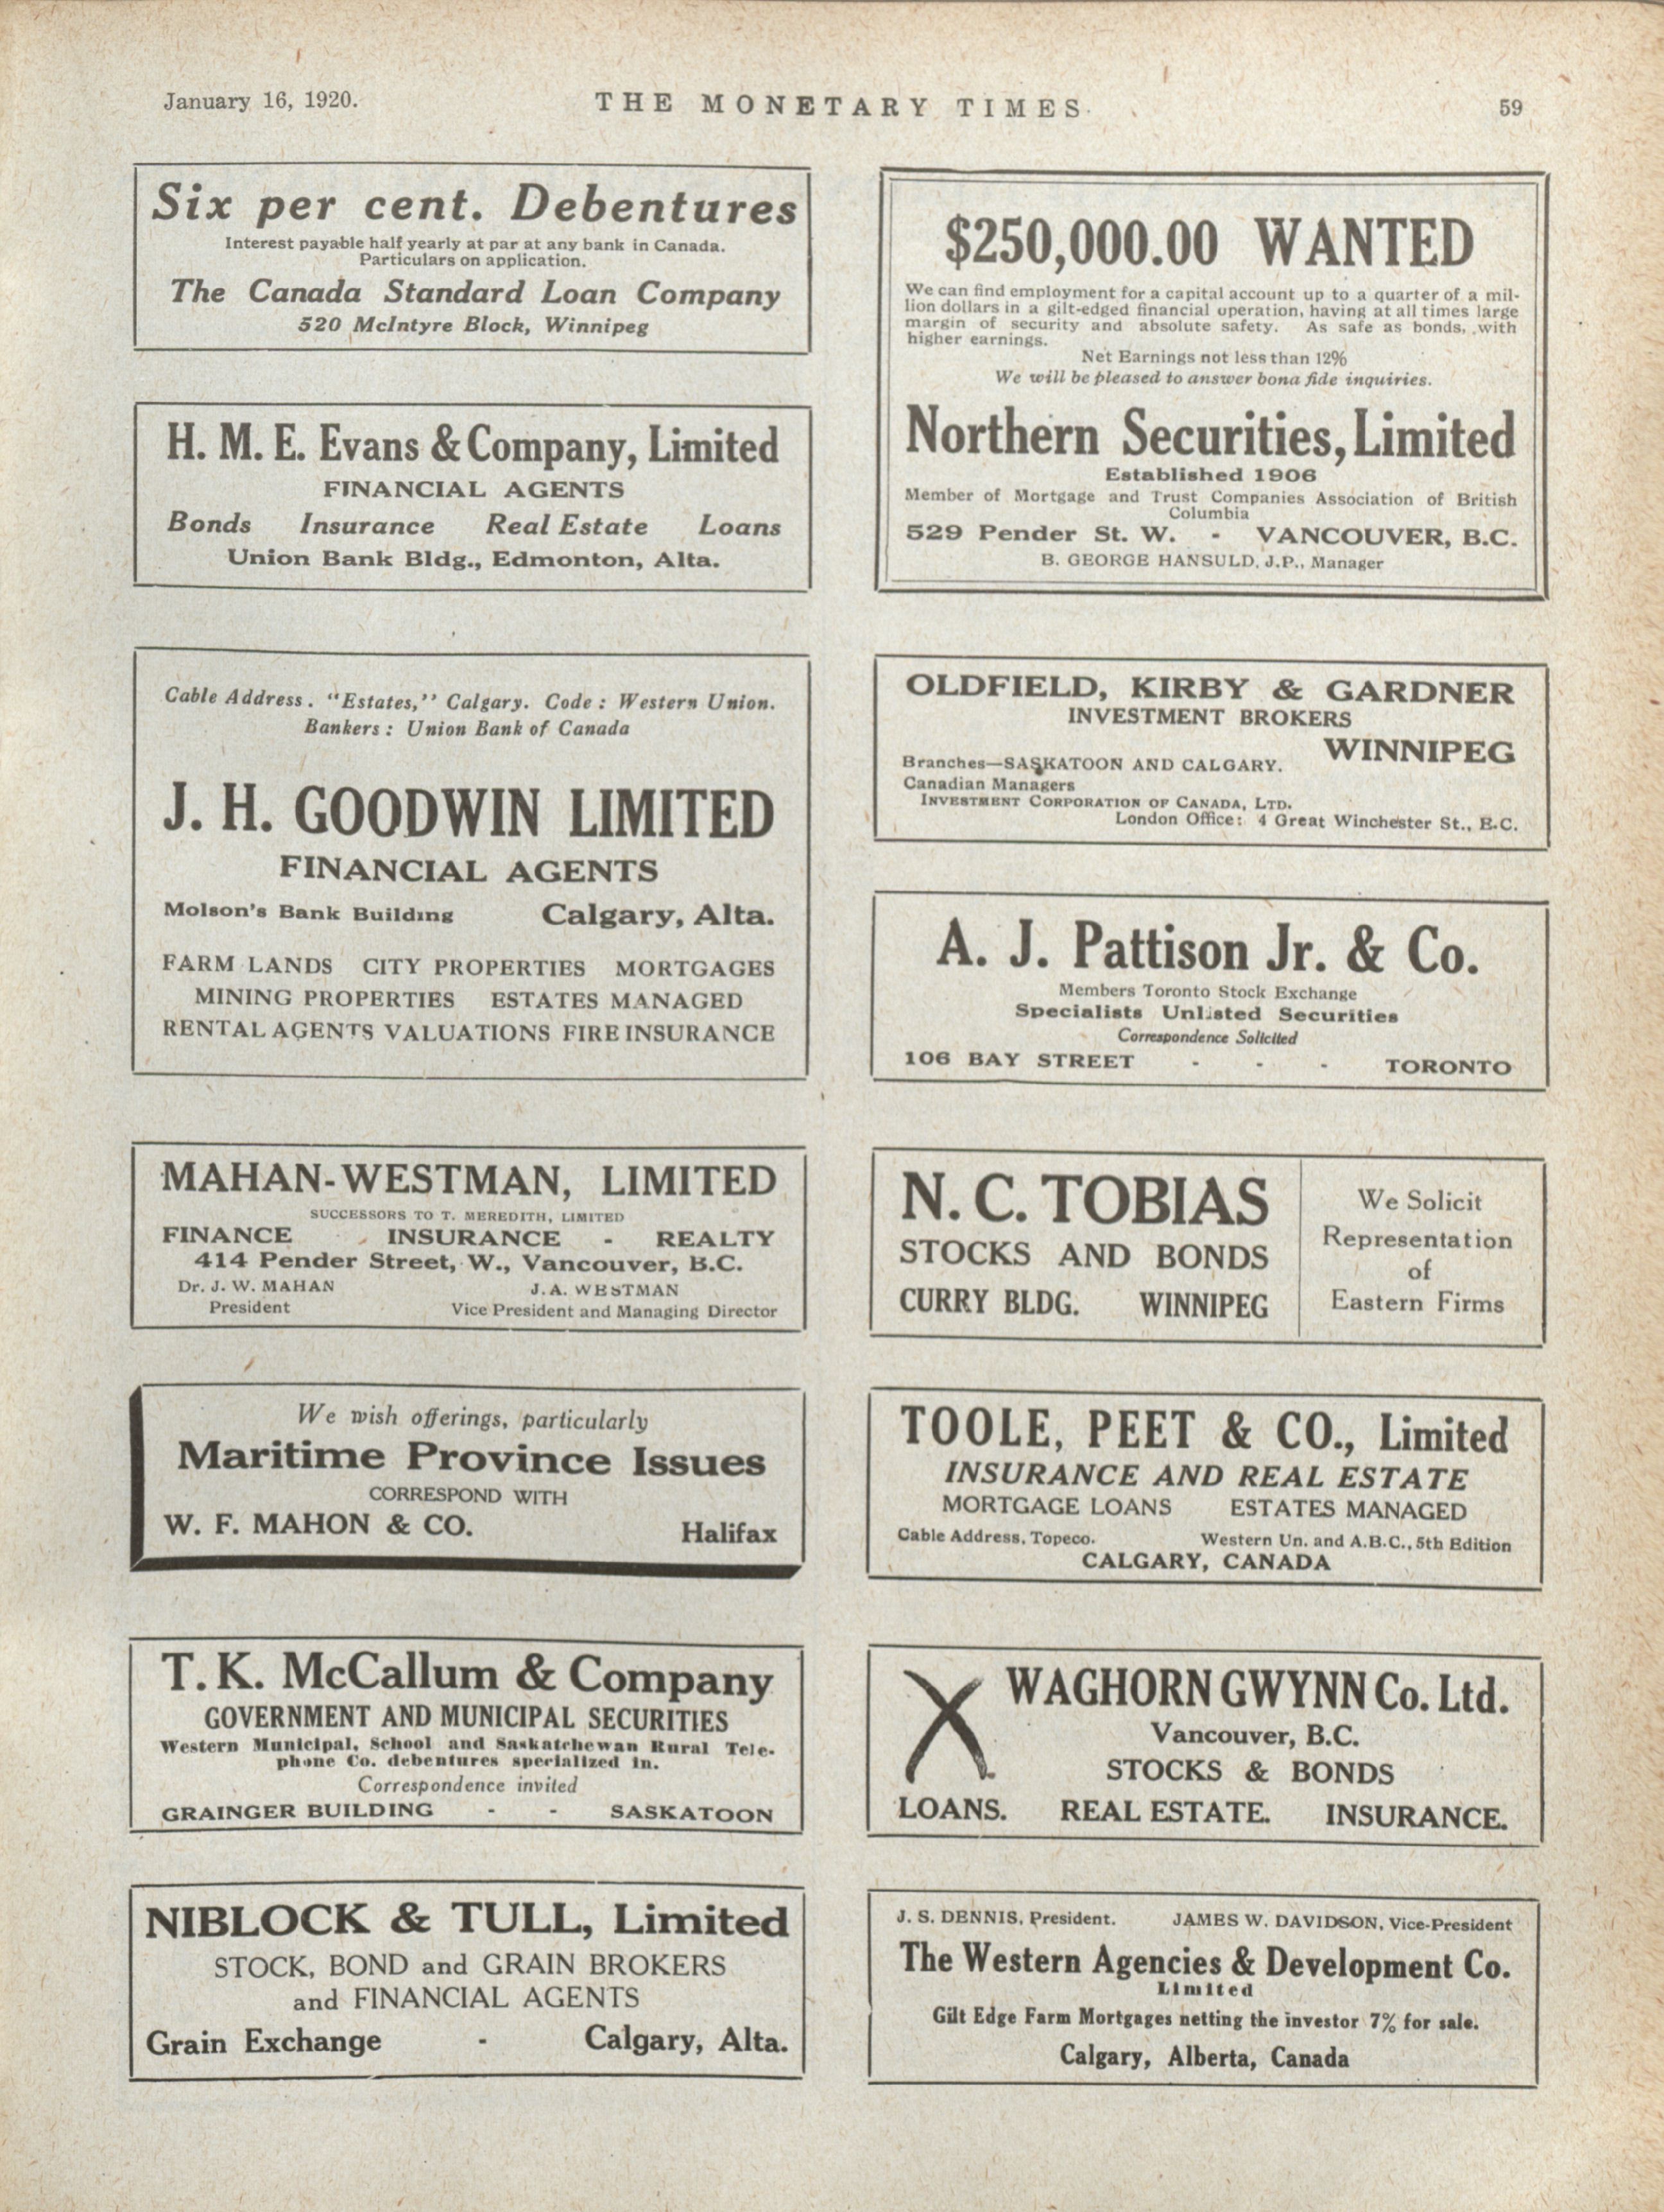 January 16, 1920.
THE MONETARY TIMES
59
Six per cent. Debentures
Interest payable half yearly at par at any bank in Canada.
Particulars on application.
The Canada Standard Loan Company
520 McIntyre Block, Winnipeg
H. M. E. Evans & Company, Limited
FINANCIAL AGENTS
Bonds Insurance Real Estate Loans
Union Bank Bldg., Edmonton, Alta.
Cable Address. "Estates," Calgary. Code: Western Union.
Bankers: Union Bank of Canada
J. H. GOODWIN LIMITED
FINANCIAL AGENTS
Molson's Bank Building Calgary, Alta.
FARM LANDS CITY PROPERTIES MORTGAGES
MINING PROPERTIES ESTATES MANAGED
RENTAL AGENTS VALUATIONS FIRE INSURANCE
MAHAN-WESTMAN, LIMITED
SUCCESSORS TO T. MEREDITH, LIMITED
FINANCE - INSURANCE - REALTY
414 Pender Street, W., Vancouver, B.C.
Dr. J. W. MAHAN J. A. WESTMAN
President Vice President and Managing Director
We wish offerings, particularly
Maritime Province Issues
CORRESPOND WITH
W. F. MAHON & CO. Halifax
T. K. McCallum & Company
GOVERNMENT AND MUNICIPAL SECURITIES
Western Municipal, School and Saskatchewan Rural Tele-
phone Co. debentures specialized in.
Correspondence invited
GRAINGER BUILDING - - SASKATOON
NIBLOCK & TULL, Limited
STOCK, BOND and GRAIN BROKERS
and FINANCIAL AGENTS
Grain Exchange - Calgary, Alta.
$250,000.00 WANTED
We can find employment for a capital account up to a quarter of a mil-
lion dollars in a gilt-edged financial operation, having at all times large
margin of security and absolute safety. As safe as bonds, with
higher earnings.
Net Earnings not less than 12%
We will be pleased to answer bona fide inquiries.
Northern Securities, Limited
Established 1906
Member of Mortgage and Trust Companies Association of British
Columbia
529 Pender St. W. - VANCOUVER, B.C.
B. GEORGE HANSULD, J.P., Manager
OLDFIELD, KIRBY & GARDNER
INVESTMENT BROKERS
WINNIPEG
Branches—SASKATOON AND CALGARY.
Canadian Managers
INVESTMENT CORPORATION OF CANADA, LTD.
London Office: 4 Great Winchester St., E.C.
A. J. Pattison Jr. & Co.
Members Toronto Stock Exchange
Specialists Unlisted Securities
Correspondence Solicited
106 BAY STREET - - - TORONTO
N. C. TOBIAS
STOCKS AND BONDS
CURRY BLDG. WINNIPEG
We Solicit
Representation
of
Eastern Firms
TOOLE, PEET & CO., Limited
INSURANCE AND REAL ESTATE
MORTGAGE LOANS ESTATES MANAGED
Cable Address, Topeco. Western Un. and A.B.C., 5th Edition
CALGARY, CANADA
WAGHORN GWYNN Co. Ltd.
Vancouver, B.C.
STOCKS & BONDS
LOANS. REAL ESTATE. INSURANCE.
J. S. DENNIS, President. JAMES W. DAVIDSON, Vice-President
The Western Agencies & Development Co.
Limited
Gilt Edge Farm Mortgages netting the investor 7% for sale.
Calgary, Alberta, Canada